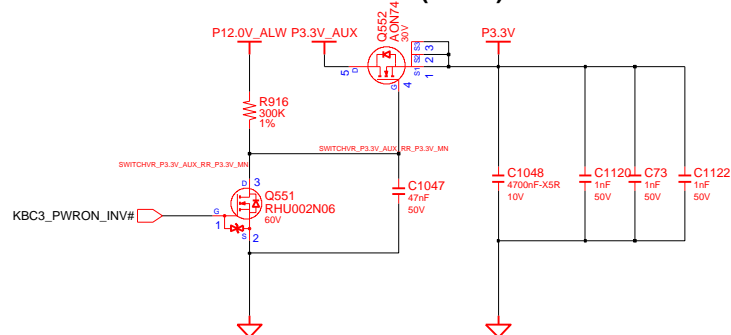 P12.0V_ALW
P3.3V_AUX
Q552
AON74
30V
P3.3V
S3 3
S2 2
S1 1
5 D
G 4
R916
300K
1%
SWITCHVR_P3.3V_AUX_RR_P3.3V_MN
SWITCHVR_P3.3V_AUX_RR_P3.3V_MN
D 3
Q551
RHU002N06
60V
KBC3_PWRON_INV#
G
1
S 2
C1047
47nF
50V
C1048
4700nF-X5R
10V
C1120
1nF
50V
C73
1nF
50V
C1122
1nF
50V